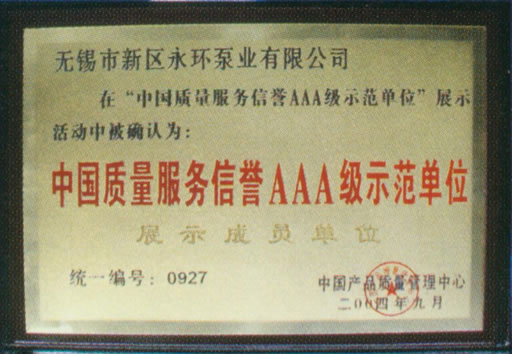 无锡市新区永环泵业有限公司
在“中国质量服务信誉AAA级示范单位”展示
活动中被确认为：
中国质量服务信誉AAA级示范单位
展示成员单位
统一编号：0927
中国产品质量管理中心
二00四年九月